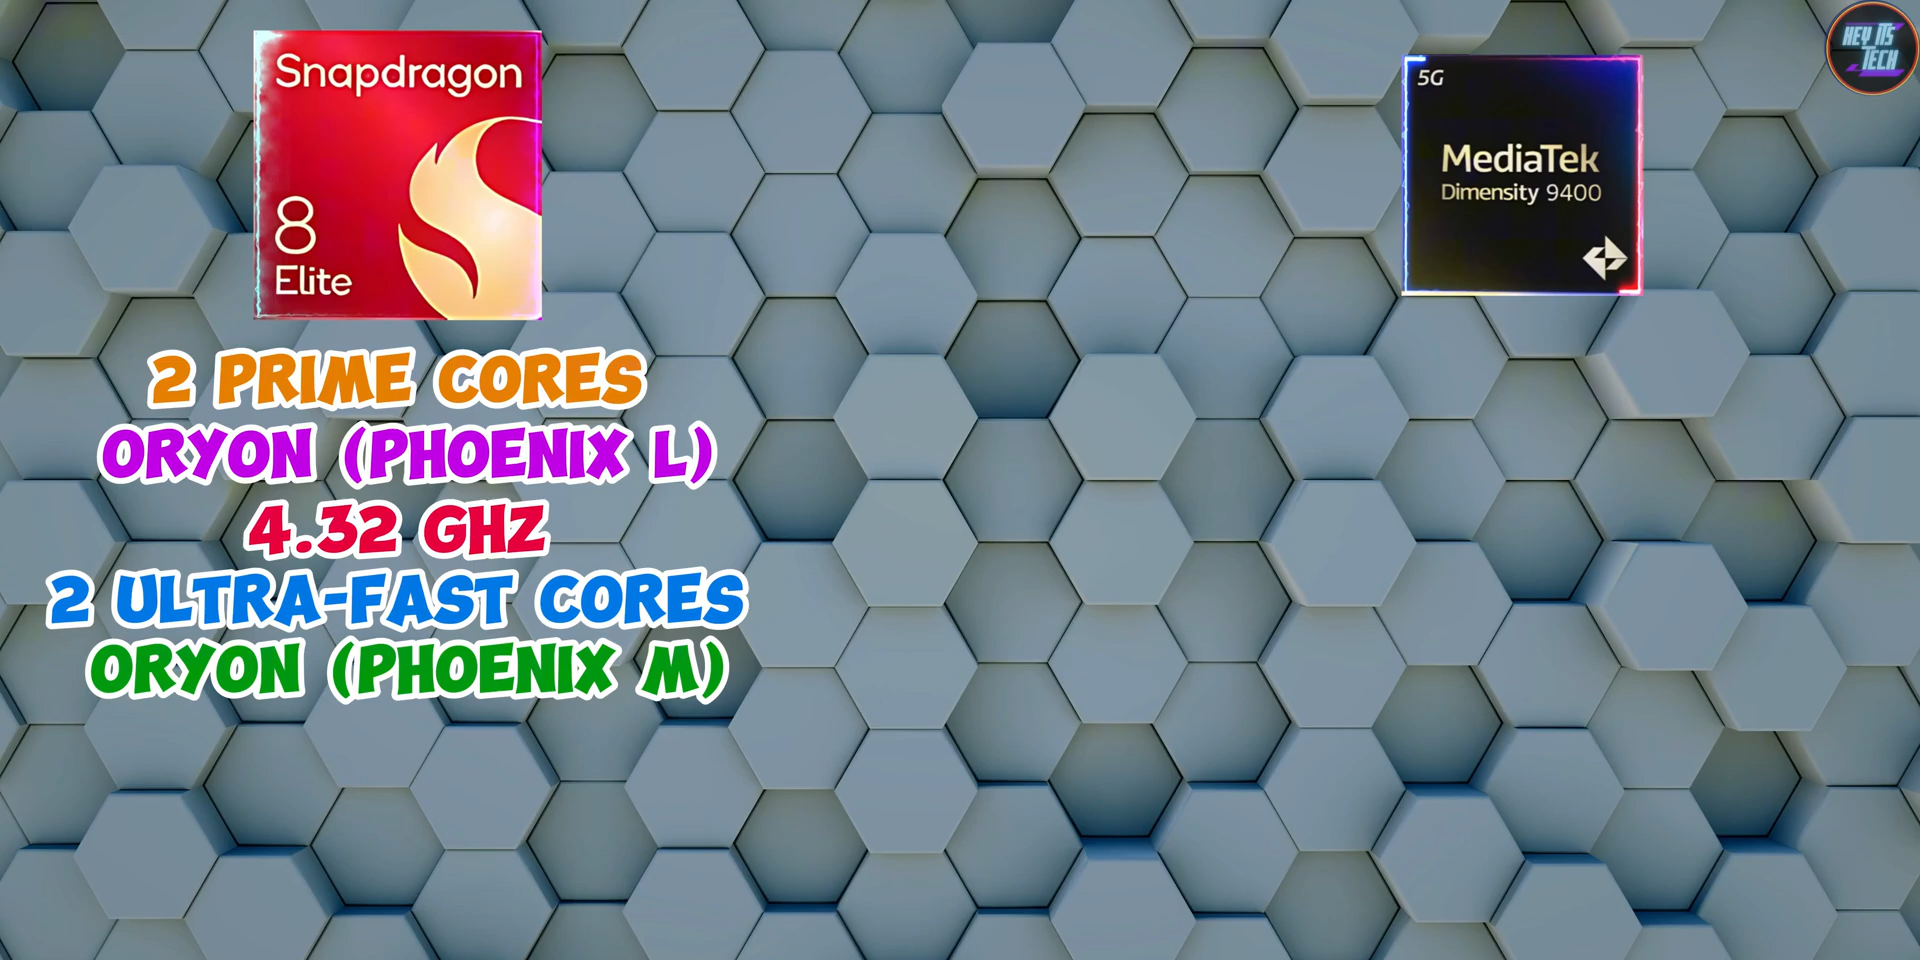 Snapdragon
8
Elite
2 PRIME CORES
ORYON (PHOENIX L)
4.32 GHZ
2 ULTRA-FAST CORES
ORYON (PHOENIX M)
5G
MediaTek
Dimensity 9400
HEY ITS
TECH